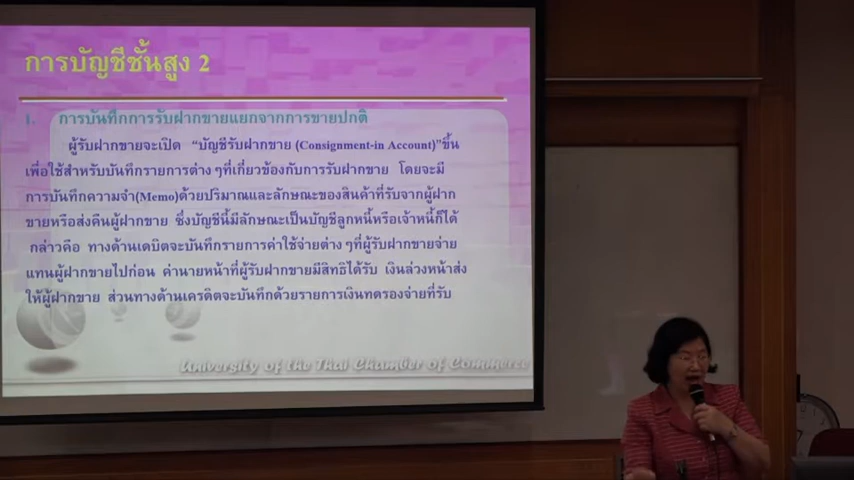 การบัญชีชั้นสูง 2
1. การบันทึกการรับฝากขายแยกจากการขายปกติ
ผู้รับฝากขายจะเปิด “บัญชีรับฝากขาย (Consignment-in Account)”ขึ้น
เพื่อใช้สำหรับบันทึกรายการต่างๆที่เกี่ยวข้องกับการรับฝากขาย โดยจะมี
การบันทึกความจำ(Memo)ด้วยปริมาณและลักษณะของสินค้าที่รับจากผู้ฝาก
ขายหรือส่งคืนผู้ฝากขาย ซึ่งบัญชีนี้มีลักษณะเป็นบัญชีลูกหนี้หรือเจ้าหนี้ก็ได้
กล่าวคือ ทางด้านเดบิตจะบันทึกรายการค่าใช้จ่ายต่างๆที่ผู้รับฝากขายจ่าย
แทนผู้ฝากขายไปก่อน ค่านายหน้าที่ผู้รับฝากขายมีสิทธิได้รับ เงินล่วงหน้าส่ง
ให้ผู้ฝากขาย ส่วนทางด้านเครดิตจะบันทึกด้วยรายการเงินทดรองจ่ายที่รับ
University of the Thai Chamber of Commerce